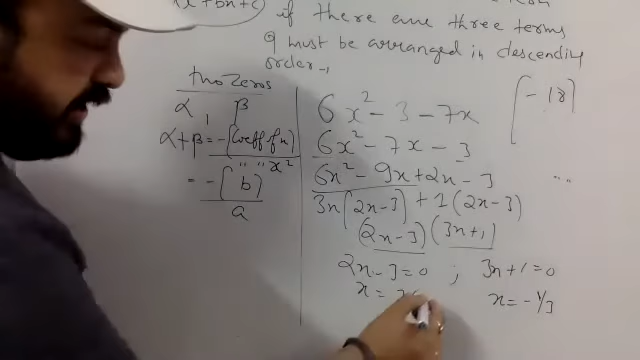 if there are three terms
must be arranged in descending
order
two Zeros
α , β
α + β = -(coeff of x)
" " x²
= -(b)
a
6x² - 3 - 7x
[-18]
6x² - 7x - 3
6x² - 9x + 2x - 3
3x(2x-3) + 1(2x-3)
(2x-3)(3x+1)
2x - 3 = 0 ; 3x + 1 = 0
x = 3 x = -1/3